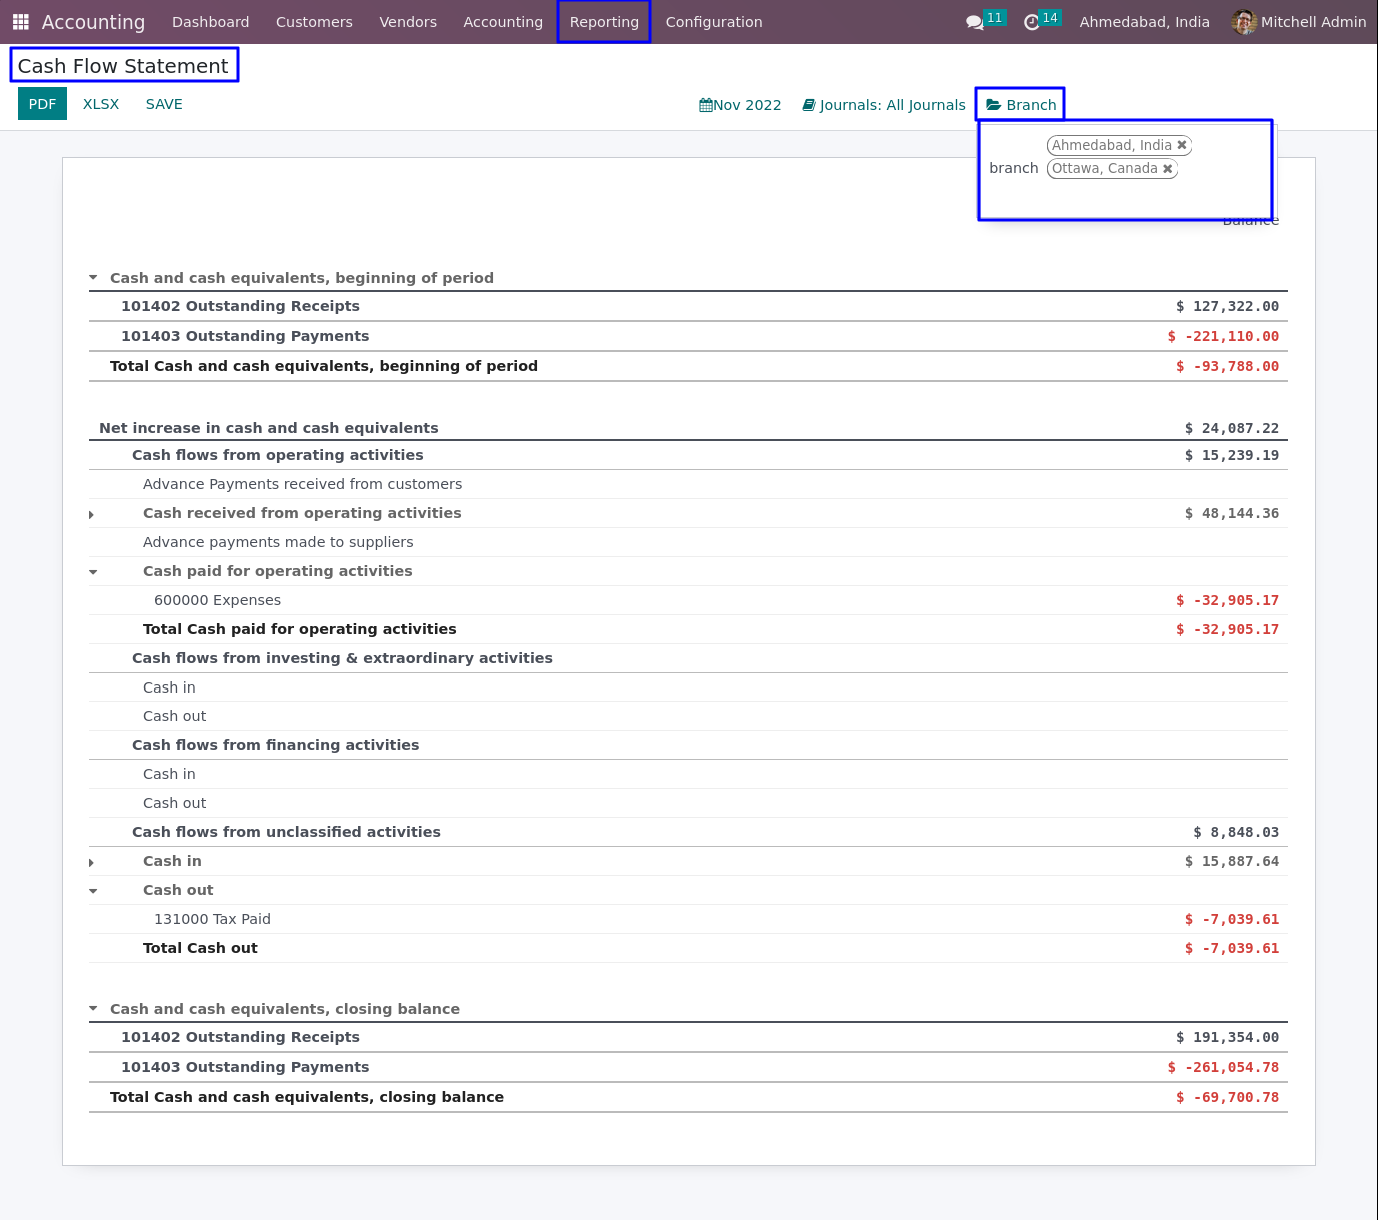 Accounting Dashboard Customers Vendors Accounting Reporting Configuration 11 14 Ahmedabad, India Mitchell Admin
Cash Flow Statement
PDF XLSX SAVE Nov 2022 Journals: All Journals Branch
Ahmedabad, India ✖
branch Ottawa, Canada ✖
Balance
Cash and cash equivalents, beginning of period
101402 Outstanding Receipts $ 127,322.00
101403 Outstanding Payments $ -221,110.00
Total Cash and cash equivalents, beginning of period $ -93,788.00
Net increase in cash and cash equivalents $ 24,087.22
Cash flows from operating activities $ 15,239.19
Advance Payments received from customers
Cash received from operating activities $ 48,144.36
Advance payments made to suppliers
Cash paid for operating activities
600000 Expenses $ -32,905.17
Total Cash paid for operating activities $ -32,905.17
Cash flows from investing & extraordinary activities
Cash in
Cash out
Cash flows from financing activities
Cash in
Cash out
Cash flows from unclassified activities $ 8,848.03
Cash in $ 15,887.64
Cash out
131000 Tax Paid $ -7,039.61
Total Cash out $ -7,039.61
Cash and cash equivalents, closing balance
101402 Outstanding Receipts $ 191,354.00
101403 Outstanding Payments $ -261,054.78
Total Cash and cash equivalents, closing balance $ -69,700.78